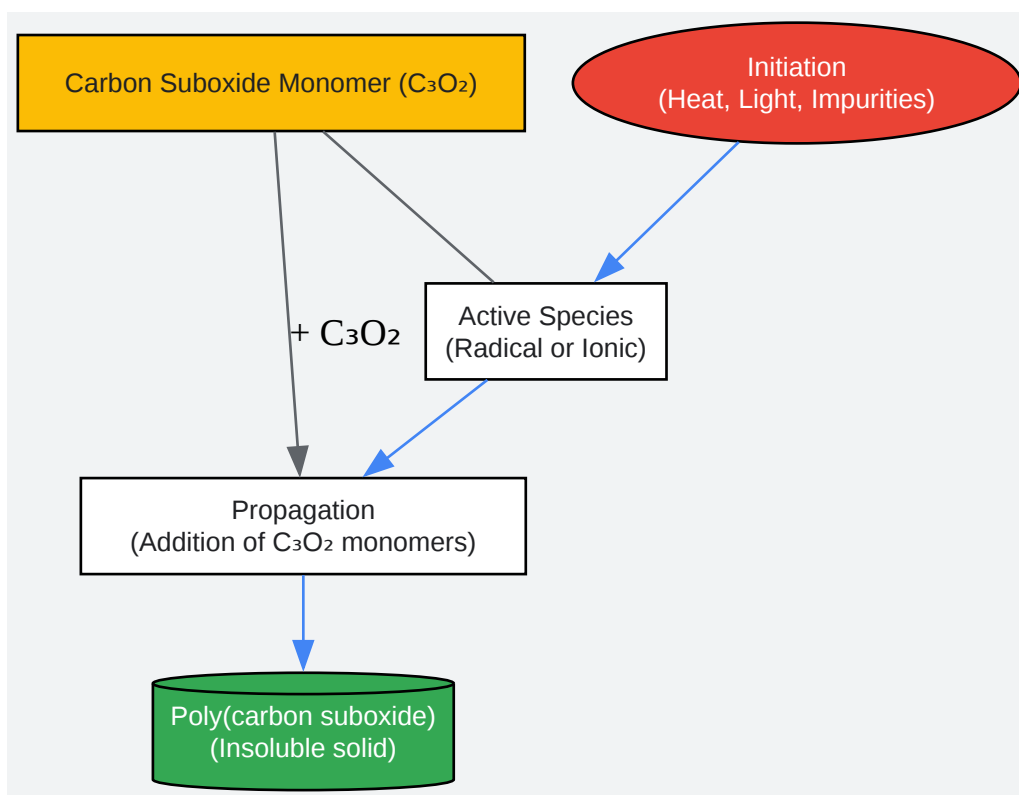 Carbon Suboxide Monomer (C₃O₂)
Initiation
(Heat, Light, Impurities)
Active Species
(Radical or Ionic)
+ C₃O₂
Propagation
(Addition of C₃O₂ monomers)
Poly(carbon suboxide)
(Insoluble solid)